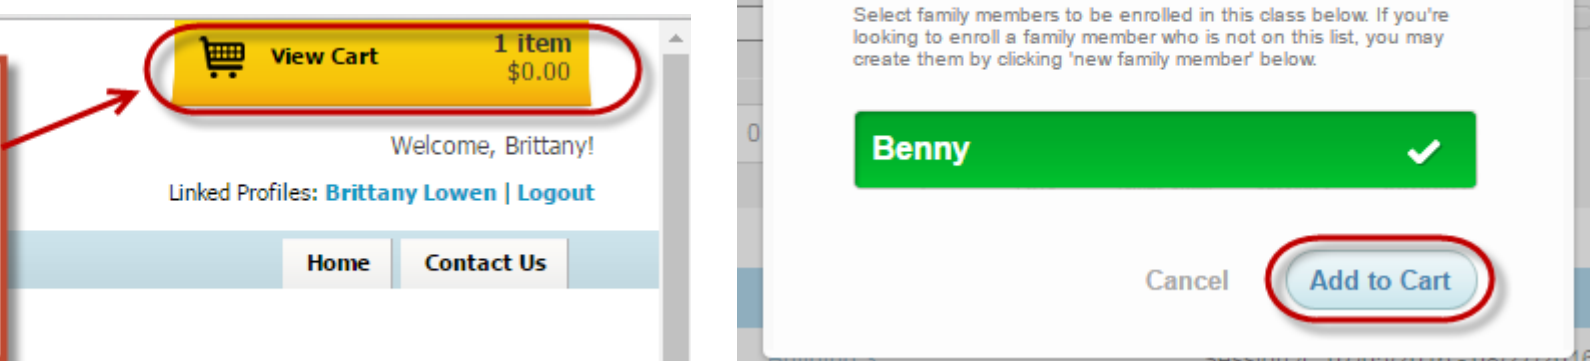 View Cart
1 item
$0.00
Welcome, Brittany!
Linked Profiles: Brittany Lowen | Logout
Home
Contact Us
Select family members to be enrolled in this class below. If you're
looking to enroll a family member who is not on this list, you may
create them by clicking 'new family member' below.
0
Benny
Cancel
Add to Cart